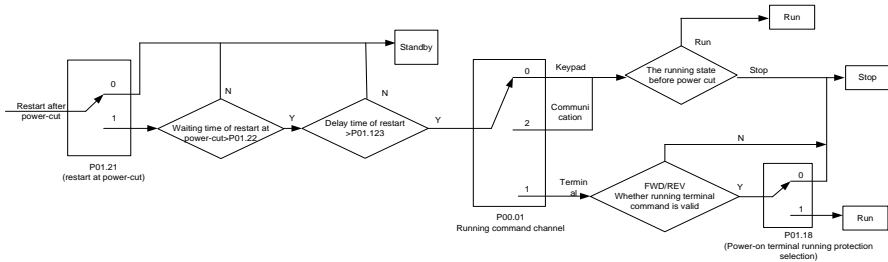 Run
Run
Standby
Restart after
power-cut
0
1
P01.21
(restart at power-cut)
N
Waiting time of restart at
power-cut>P01.22
Y
N
Delay time of restart
>P01.123
Y
0
2
1
P00.01
Running command channel
Keypad
Communi
cation
Termin
al
The running state
before power cut
Stop
Stop
N
FWD/REV
Whether running terminal
command is valid
Y
0
1
P01.18
(Power-on terminal running protection
selection)
Run